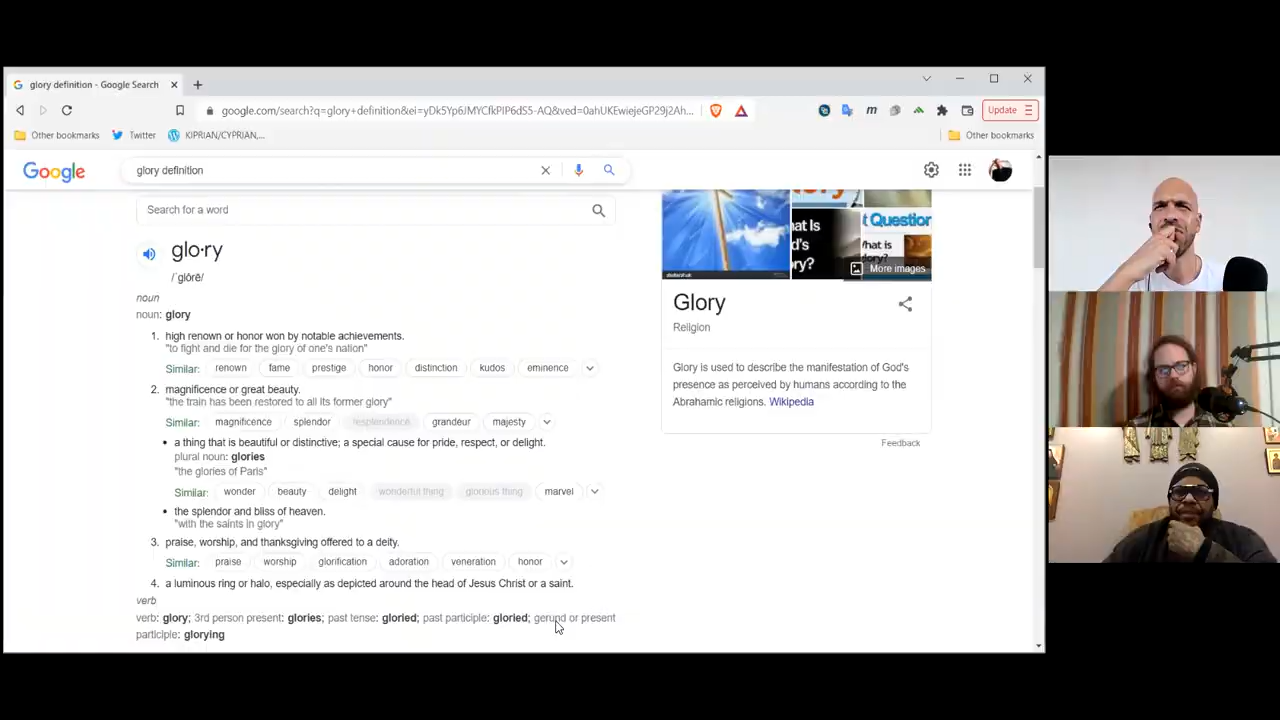 glory definition - Google Search
google.com/search?q=glory+definition&ei=yDk5Yp6JMYCfkPIP6dS5-AQ&ved=0ahUKEwiejeGP29j2Ah...
Update
Other bookmarks
Twitter
KIPRIAN/CYPRIAN,...
Other bookmarks
Google
glory definition
Search for a word
glo·ry
/ˈɡlôrē/
noun
noun: glory
1. high renown or honor won by notable achievements.
"to fight and die for the glory of one's nation"
Similar: renown fame prestige honor distinction kudos eminence
2. magnificence or great beauty.
"the train has been restored to all its former glory"
Similar: magnificence splendor resplendence grandeur majesty
• a thing that is beautiful or distinctive; a special cause for pride, respect, or delight.
plural noun: glories
"the glories of Paris"
Similar: wonder beauty delight wonderful thing glorious thing marvel
• the splendor and bliss of heaven.
"with the saints in glory"
3. praise, worship, and thanksgiving offered to a deity.
Similar: praise worship glorification adoration veneration honor
4. a luminous ring or halo, especially as depicted around the head of Jesus Christ or a saint.
verb
verb: glory; 3rd person present: glories; past tense: gloried; past participle: gloried; gerund or present
participle: glorying
More images
Glory
Religion
Glory is used to describe the manifestation of God's
presence as perceived by humans according to the
Abrahamic religions. Wikipedia
Feedback